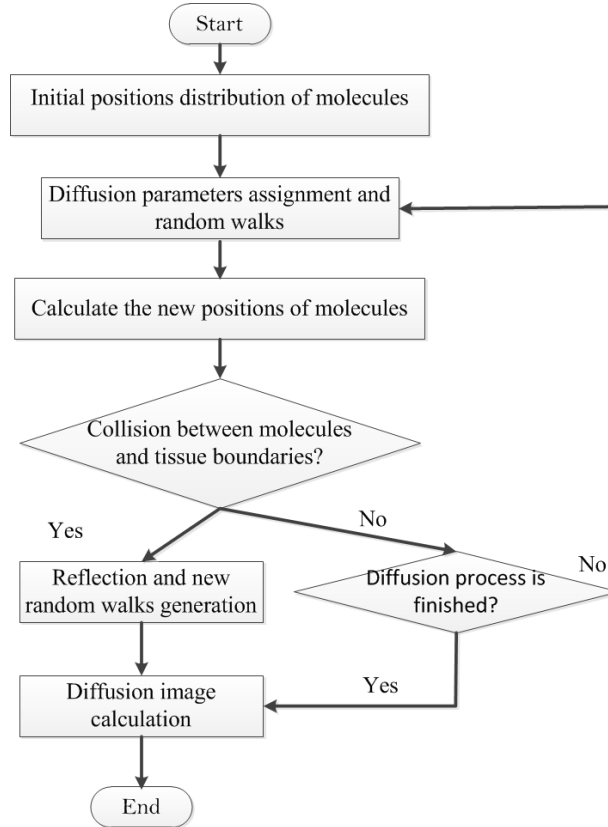 Start
Initial positions distribution of molecules
Diffusion parameters assignment and
random walks
Calculate the new positions of molecules
Collision between molecules
and tissue boundaries?
Yes
No
Reflection and new
random walks generation
Diffusion process is
finished?
No
Diffusion image
calculation
Yes
End